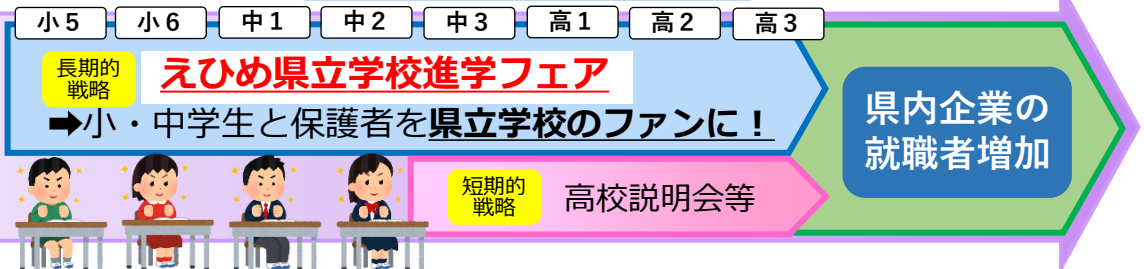 小5 小6 中1 中2 中3 高1 高2 高3
長期的
戦略
えひめ県立学校進学フェア
➡小・中学生と保護者を県立学校のファンに!
短期的
戦略
高校説明会等
県内企業の
就職者増加